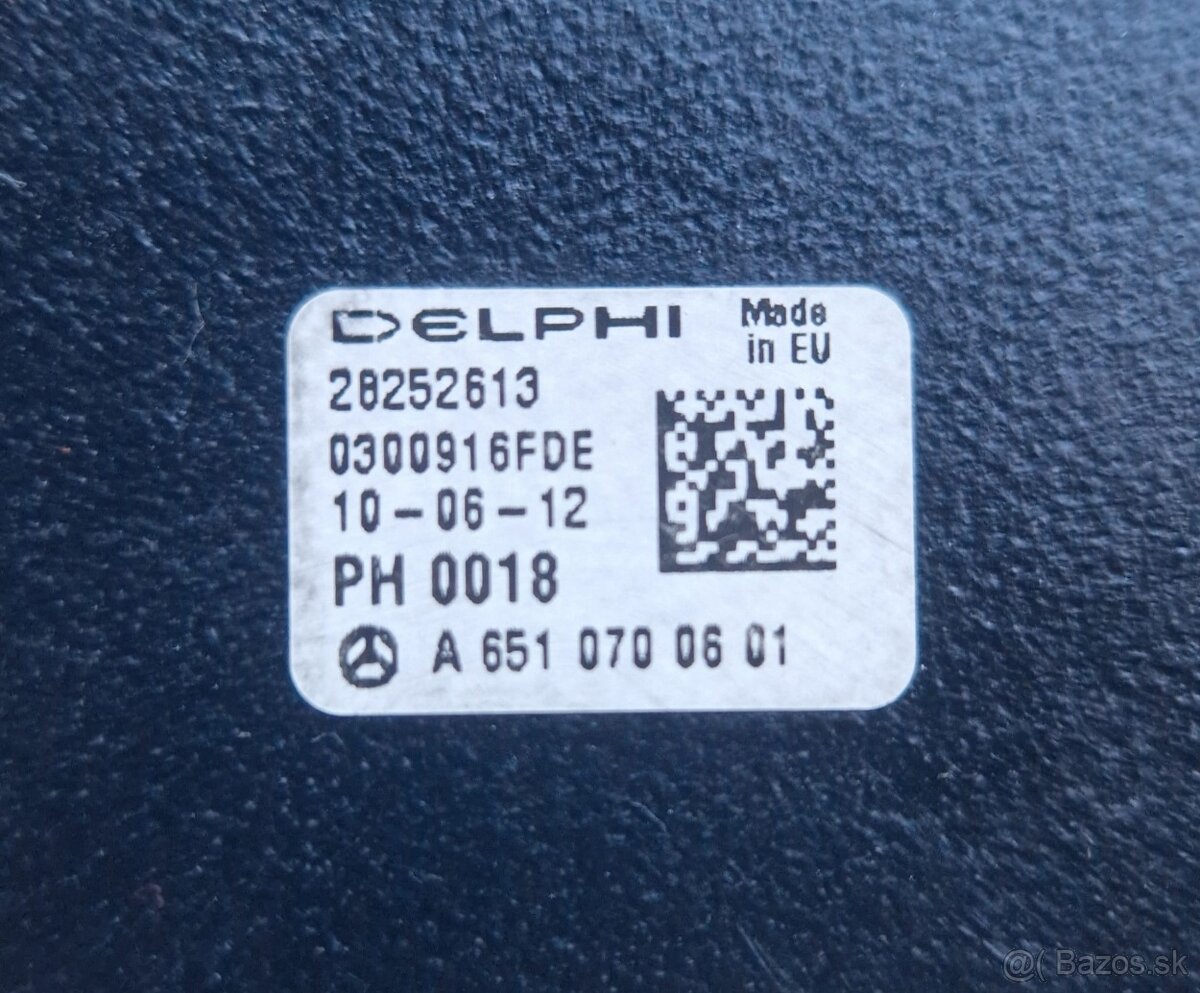 DELPHI
Made
in EU
28252613
0300916FDE
10-06-12
PH 0018
A 651 070 06 01
@( Bazos.sk